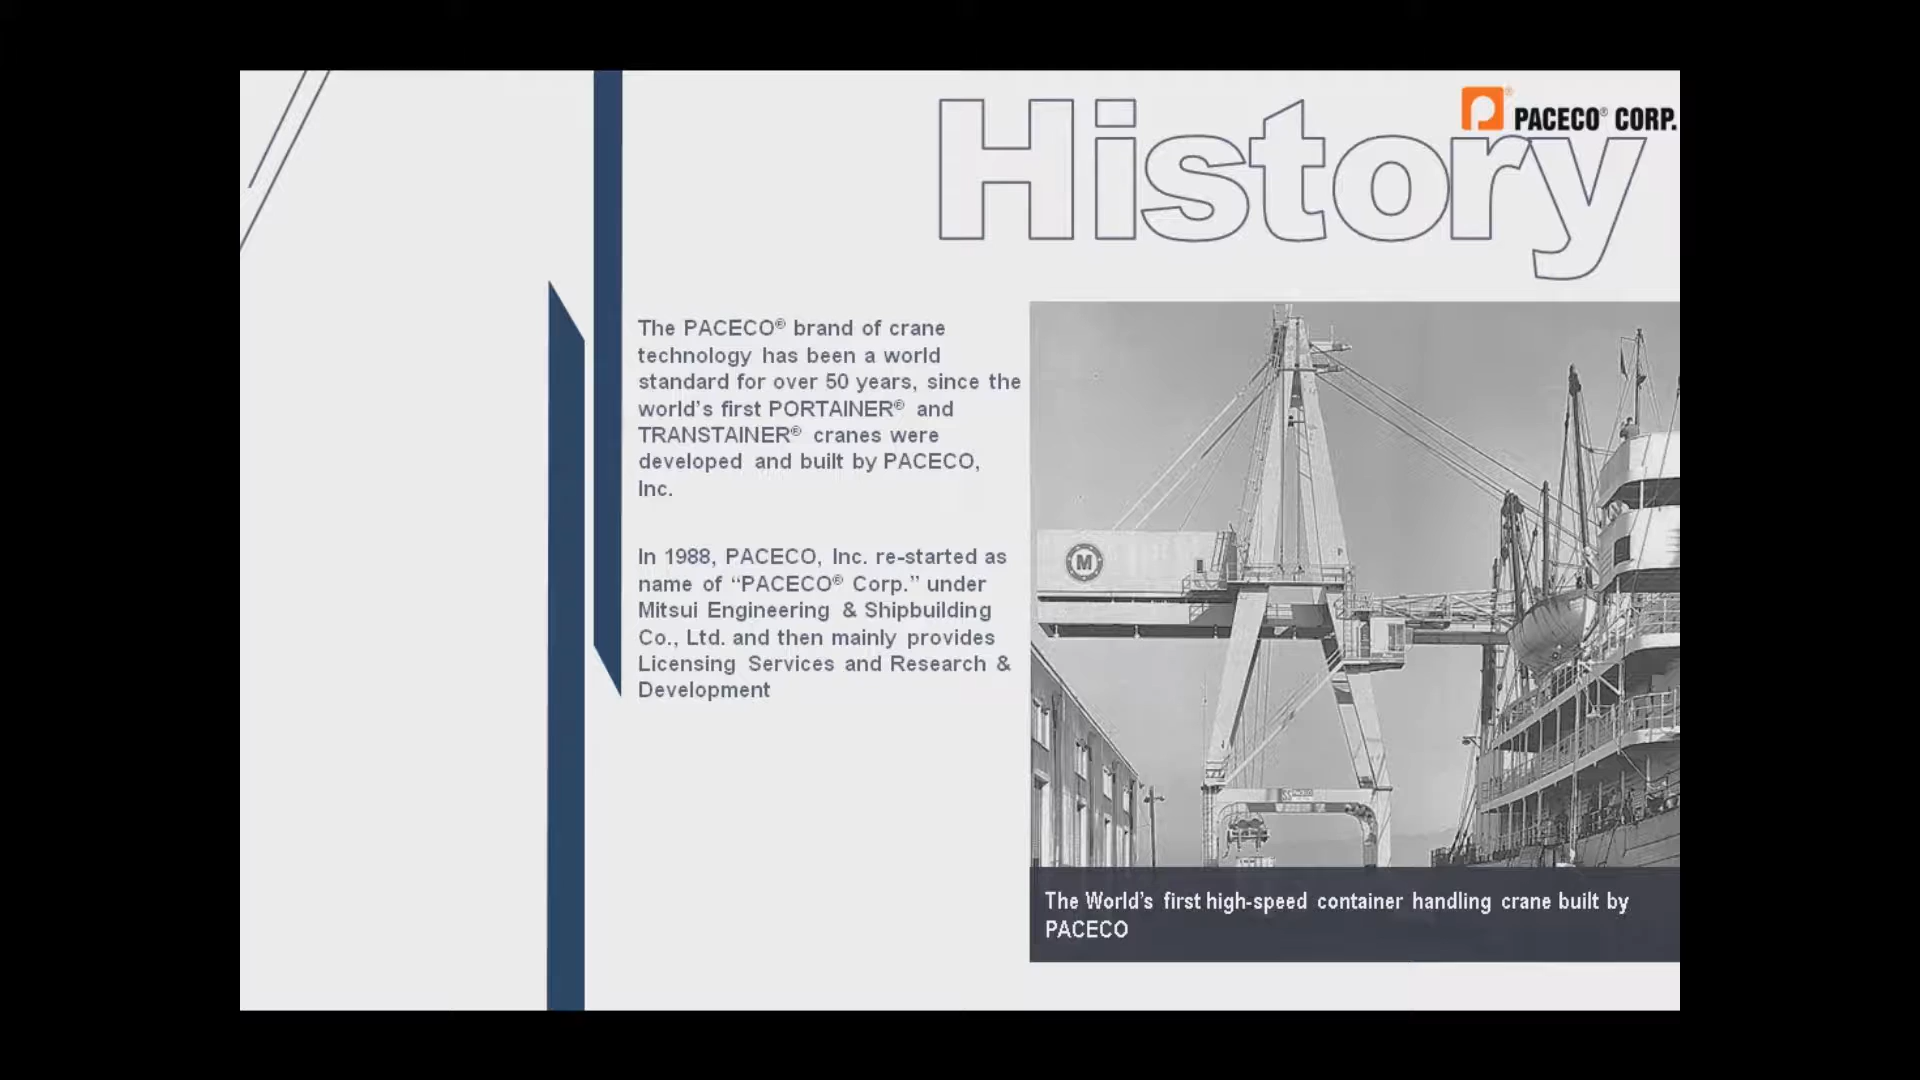 History
PACECO® CORP.
The PACECO® brand of crane
technology has been a world
standard for over 50 years, since the
world’s first PORTAINER® and
TRANSTAINER® cranes were
developed and built by PACECO,
Inc.
In 1988, PACECO, Inc. re-started as
name of “PACECO® Corp.” under
Mitsui Engineering & Shipbuilding
Co., Ltd. and then mainly provides
Licensing Services and Research &
Development
M
The World’s first high-speed container handling crane built by
PACECO